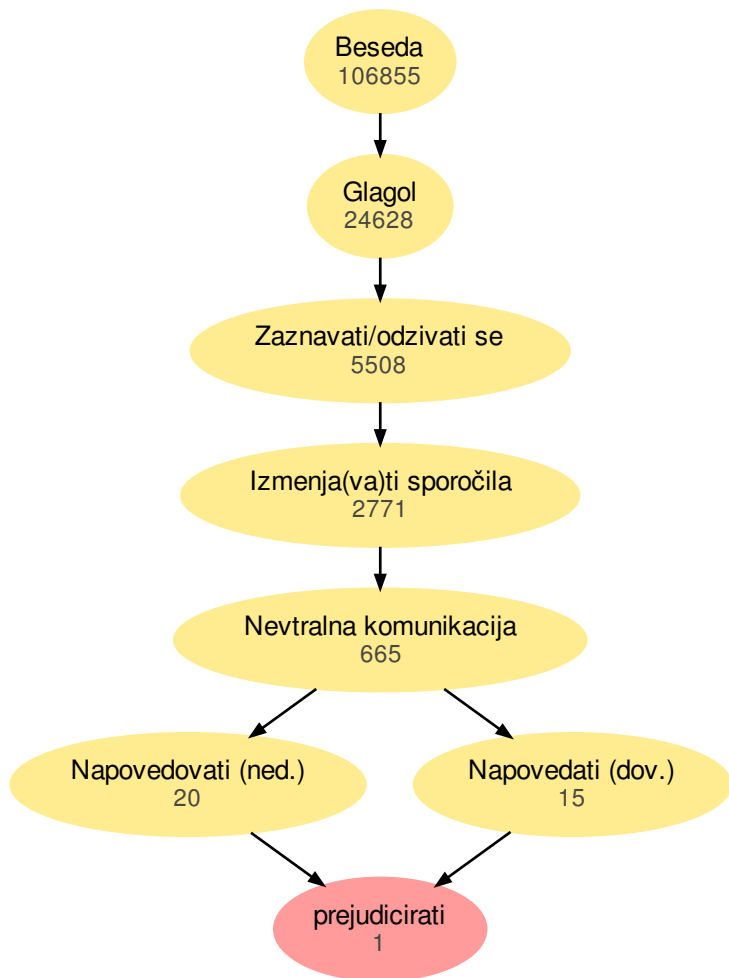 Beseda
106855
Glagol
24628
Zaznavati/odzivati se
5508
Izmenja(va)ti sporočila
2771
Nevtralna komunikacija
665
Napovedovati (ned.)
20
Napovedati (dov.)
15
prejudicirati
1